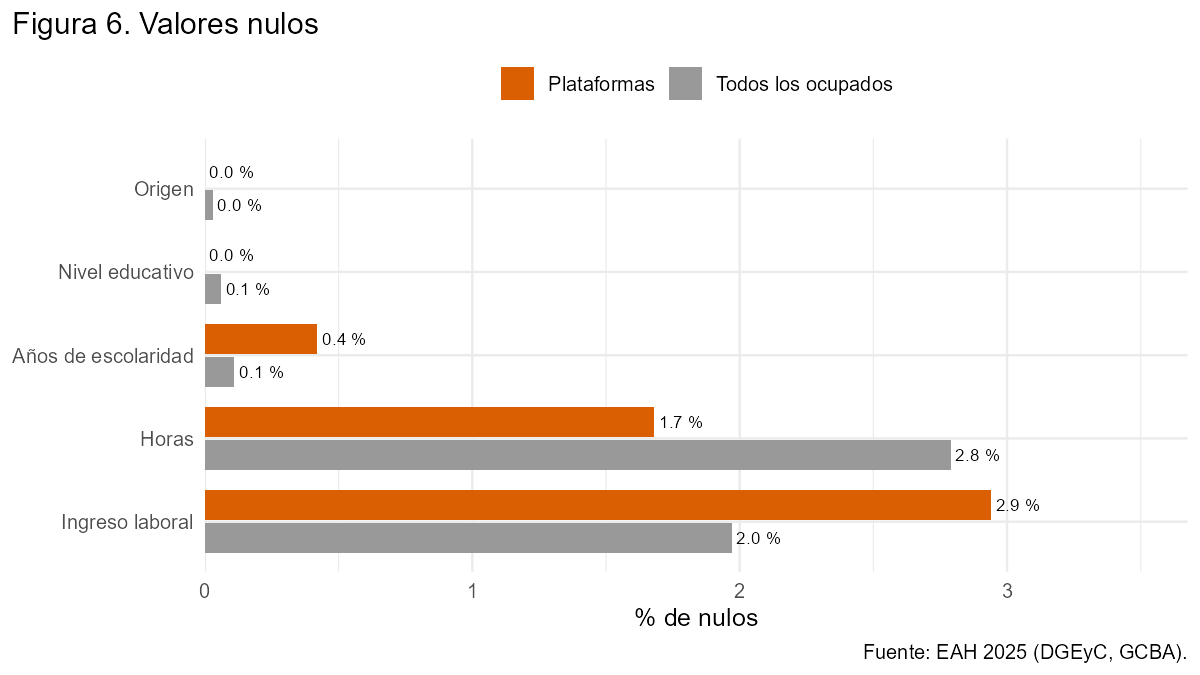 Figura 6. Valores nulos
Plataformas Todos los ocupados
Origen
0.0 %
0.0 %
Nivel educativo
0.0 %
0.1 %
Años de escolaridad
0.4 %
0.1 %
Horas
1.7 %
2.8 %
Ingreso laboral
2.9 %
2.0 %
0 1 2 3
% de nulos
Fuente: EAH 2025 (DGEyC, GCBA).